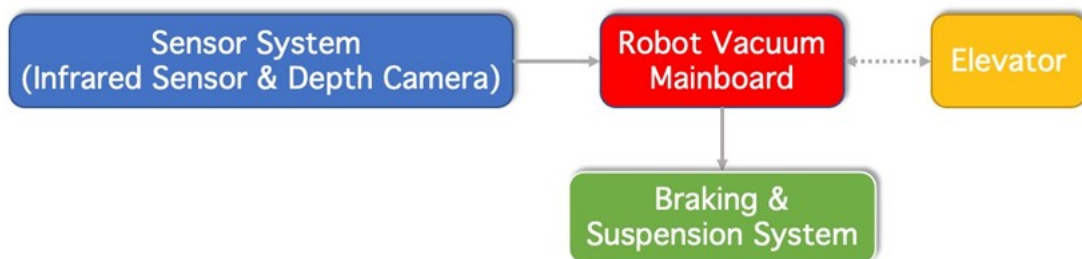 Sensor System
(Infrared Sensor & Depth Camera)
Robot Vacuum
Mainboard
Elevator
Braking &
Suspension System